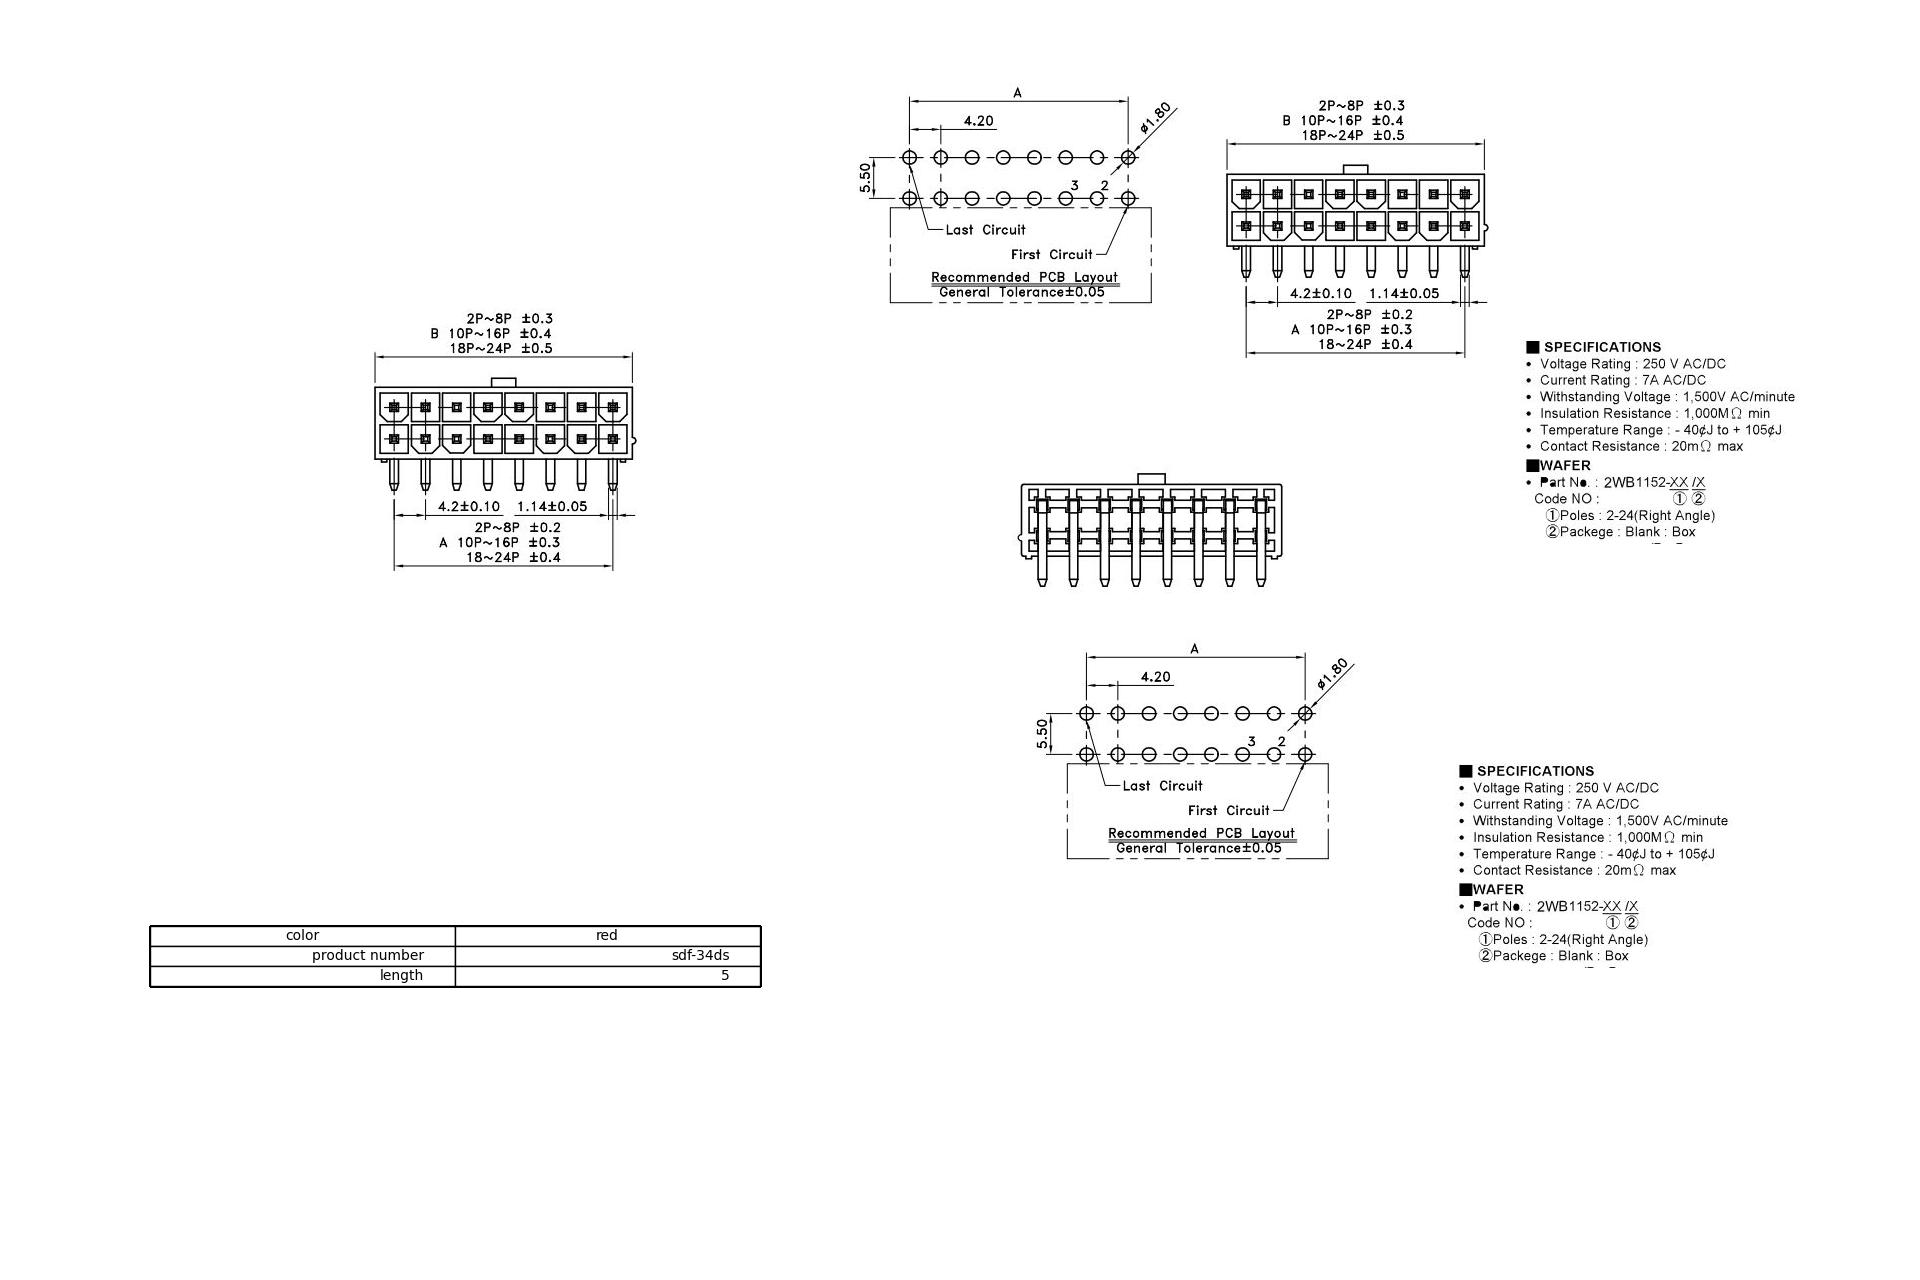 A
4.20
ø1.80
5.50
3 2
Last Circuit
First Circuit
Recommended PCB Layout
General Tolerance±0.05
2P~8P ±0.3
B 10P~16P ±0.4
18P~24P ±0.5
4.2±0.10 1.14±0.05
2P~8P ±0.2
A 10P~16P ±0.3
18~24P ±0.4
2P~8P ±0.3
B 10P~16P ±0.4
18P~24P ±0.5
4.2±0.10 1.14±0.05
2P~8P ±0.2
A 10P~16P ±0.3
18~24P ±0.4
■ SPECIFICATIONS
• Voltage Rating : 250 V AC/DC
• Current Rating : 7A AC/DC
• Withstanding Voltage : 1,500V AC/minute
• Insulation Resistance : 1,000MΩ min
• Temperature Range : - 40¢J to + 105¢J
• Contact Resistance : 20mΩ max
■WAFER
• Part No. : 2WB1152-XX /X
Code NO : ① ②
①Poles : 2-24(Right Angle)
②Packege : Blank : Box
A
4.20
ø1.80
5.50
3 2
Last Circuit
First Circuit
Recommended PCB Layout
General Tolerance±0.05
■ SPECIFICATIONS
• Voltage Rating : 250 V AC/DC
• Current Rating : 7A AC/DC
• Withstanding Voltage : 1,500V AC/minute
• Insulation Resistance : 1,000MΩ min
• Temperature Range : - 40¢J to + 105¢J
• Contact Resistance : 20mΩ max
■WAFER
• Part No. : 2WB1152-XX /X
Code NO : ① ②
①Poles : 2-24(Right Angle)
②Packege : Blank : Box
color red
product number sdf-34ds
length 5